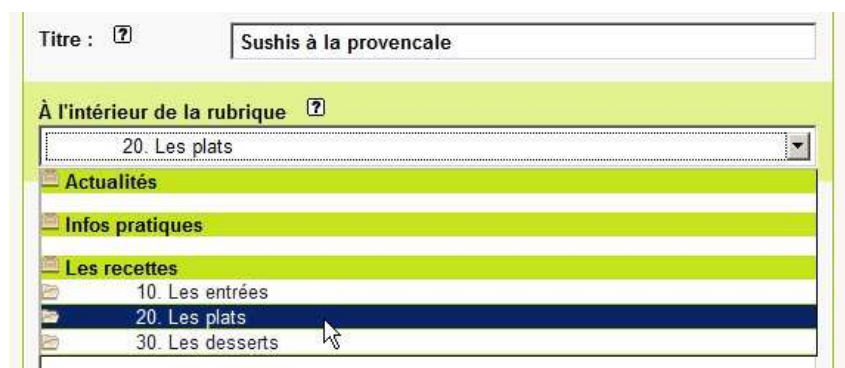 Titre : ? Sushis à la provencale
À l'intérieur de la rubrique ?
20. Les plats
Actualités
Infos pratiques
Les recettes
10. Les entrées
20. Les plats
30. Les desserts